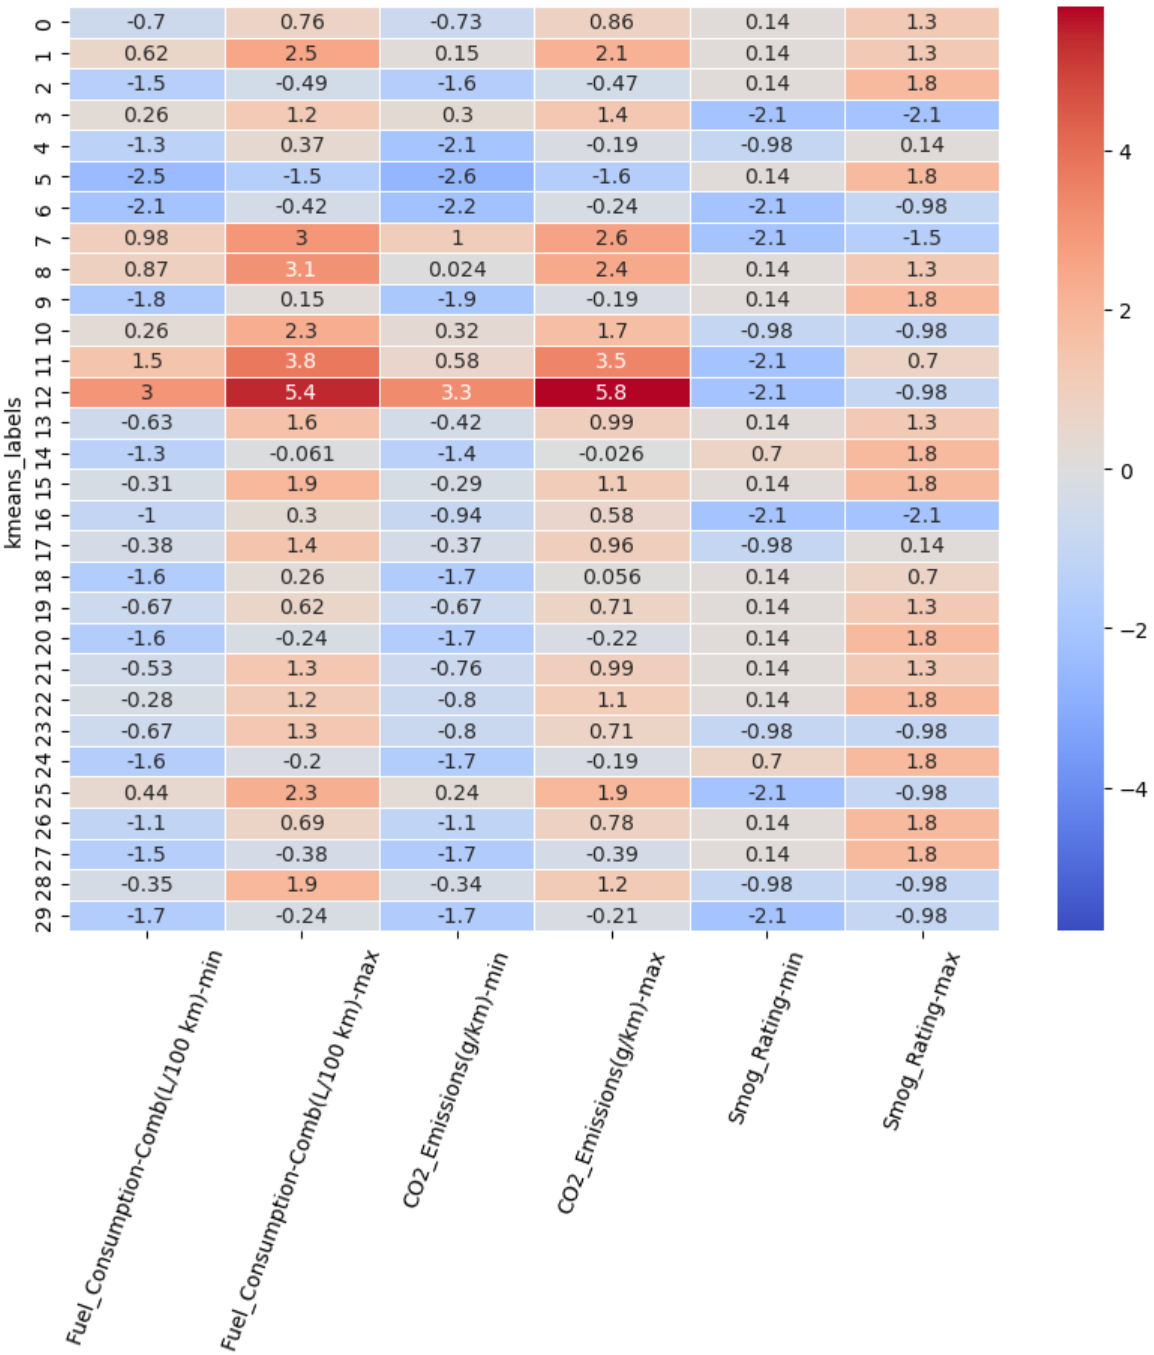 0 -0.7 0.76 -0.73 0.86 0.14 1.3
1 0.62 2.5 0.15 2.1 0.14 1.3
2 -1.5 -0.49 -1.6 -0.47 0.14 1.8
3 0.26 1.2 0.3 1.4 -2.1 -2.1
4 -1.3 0.37 -2.1 -0.19 -0.98 0.14
5 -2.5 -1.5 -2.6 -1.6 0.14 1.8
6 -2.1 -0.42 -2.2 -0.24 -2.1 -0.98
7 0.98 3 1 2.6 -2.1 -1.5
8 0.87 3.1 0.024 2.4 0.14 1.3
9 -1.8 0.15 -1.9 -0.19 0.14 1.8
10 0.26 2.3 0.32 1.7 -0.98 -0.98
11 1.5 3.8 0.58 3.5 -2.1 0.7
12 3 5.4 3.3 5.8 -2.1 -0.98
13 -0.63 1.6 -0.42 0.99 0.14 1.3
14 -1.3 -0.061 -1.4 -0.026 0.7 1.8
15 -0.31 1.9 -0.29 1.1 0.14 1.8
16 -1 0.3 -0.94 0.58 -2.1 -2.1
17 -0.38 1.4 -0.37 0.96 -0.98 0.14
18 -1.6 0.26 -1.7 0.056 0.14 0.7
19 -0.67 0.62 -0.67 0.71 0.14 1.3
20 -1.6 -0.24 -1.7 -0.22 0.14 1.8
21 -0.53 1.3 -0.76 0.99 0.14 1.3
22 -0.28 1.2 -0.8 1.1 0.14 1.8
23 -0.67 1.3 -0.8 0.71 -0.98 -0.98
24 -1.6 -0.2 -1.7 -0.19 0.7 1.8
25 0.44 2.3 0.24 1.9 -2.1 -0.98
26 -1.1 0.69 -1.1 0.78 0.14 1.8
27 -1.5 -0.38 -1.7 -0.39 0.14 1.8
28 -0.35 1.9 -0.34 1.2 -0.98 -0.98
29 -1.7 -0.24 -1.7 -0.21 -2.1 -0.98
kmeans_labels
Fuel_Consumption-Comb(L/100 km)-min
Fuel_Consumption-Comb(L/100 km)-max
CO2_Emissions(g/km)-min
CO2_Emissions(g/km)-max
Smog_Rating-min
Smog_Rating-max
4
2
0
−2
−4